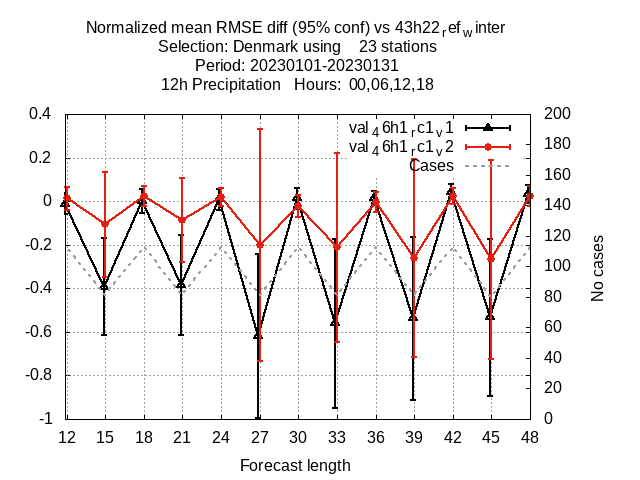 Normalized mean RMSE diff (95% conf) vs 43h22refwinter
Selection: Denmark using 23 stations
Period: 20230101-20230131
12h Precipitation Hours: 00,06,12,18
val46h1rc1v1
val46h1rc1v2
Cases
0.4
0.2
0
-0.2
-0.4
-0.6
-0.8
-1
200
180
160
140
120
100
80
60
40
20
0
No cases
12 15 18 21 24 27 30 33 36 39 42 45 48
Forecast length